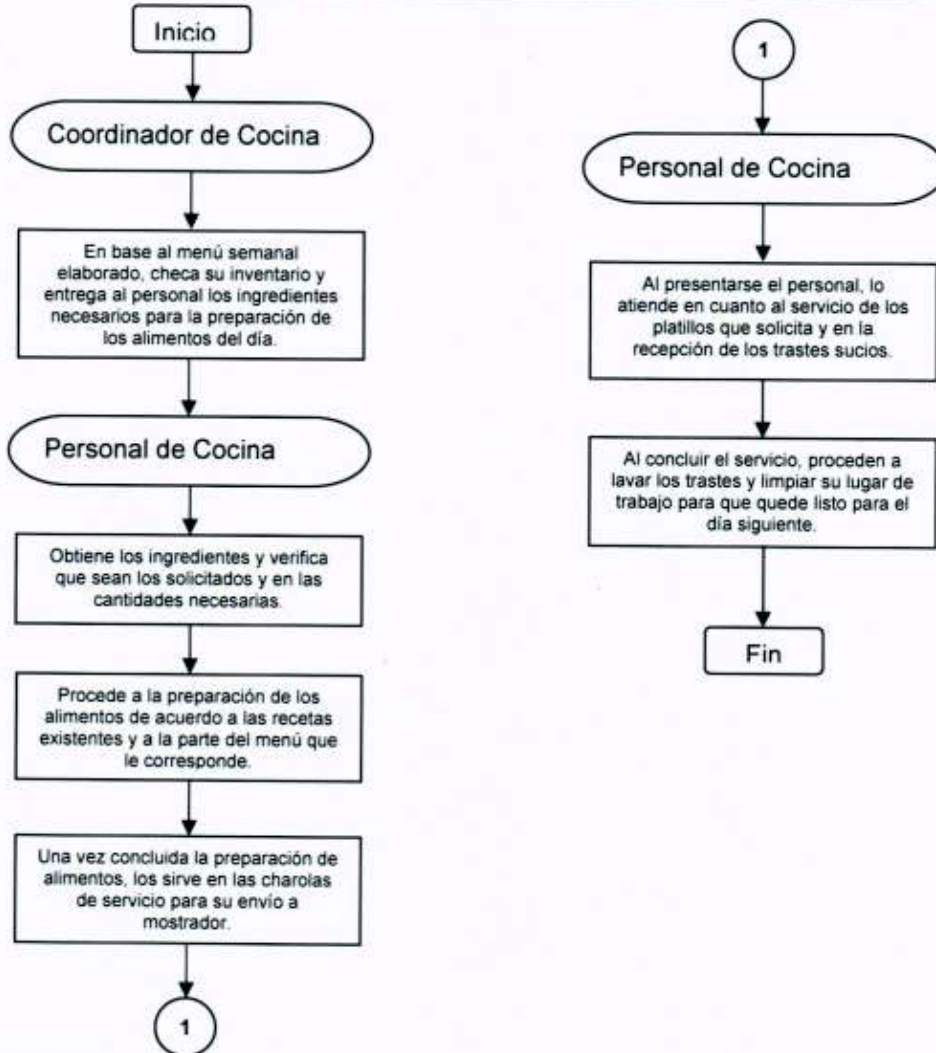 Inicio
Coordinador de Cocina
En base al menú semanal
elaborado, checa su inventario y
entrega al personal los ingredientes
necesarios para la preparación de
los alimentos del día.
Personal de Cocina
Obtiene los ingredientes y verifica
que sean los solicitados y en las
cantidades necesarias.
Procede a la preparación de los
alimentos de acuerdo a las recetas
existentes y a la parte del menú que
le corresponde.
Una vez concluida la preparación de
alimentos, los sirve en las charolas
de servicio para su envío a
mostrador.
1
1
Personal de Cocina
Al presentarse el personal, lo
atiende en cuanto al servicio de los
platillos que solicita y en la
recepción de los trastes sucios.
Al concluir el servicio, proceden a
lavar los trastes y limpiar su lugar de
trabajo para que quede listo para el
día siguiente.
Fin